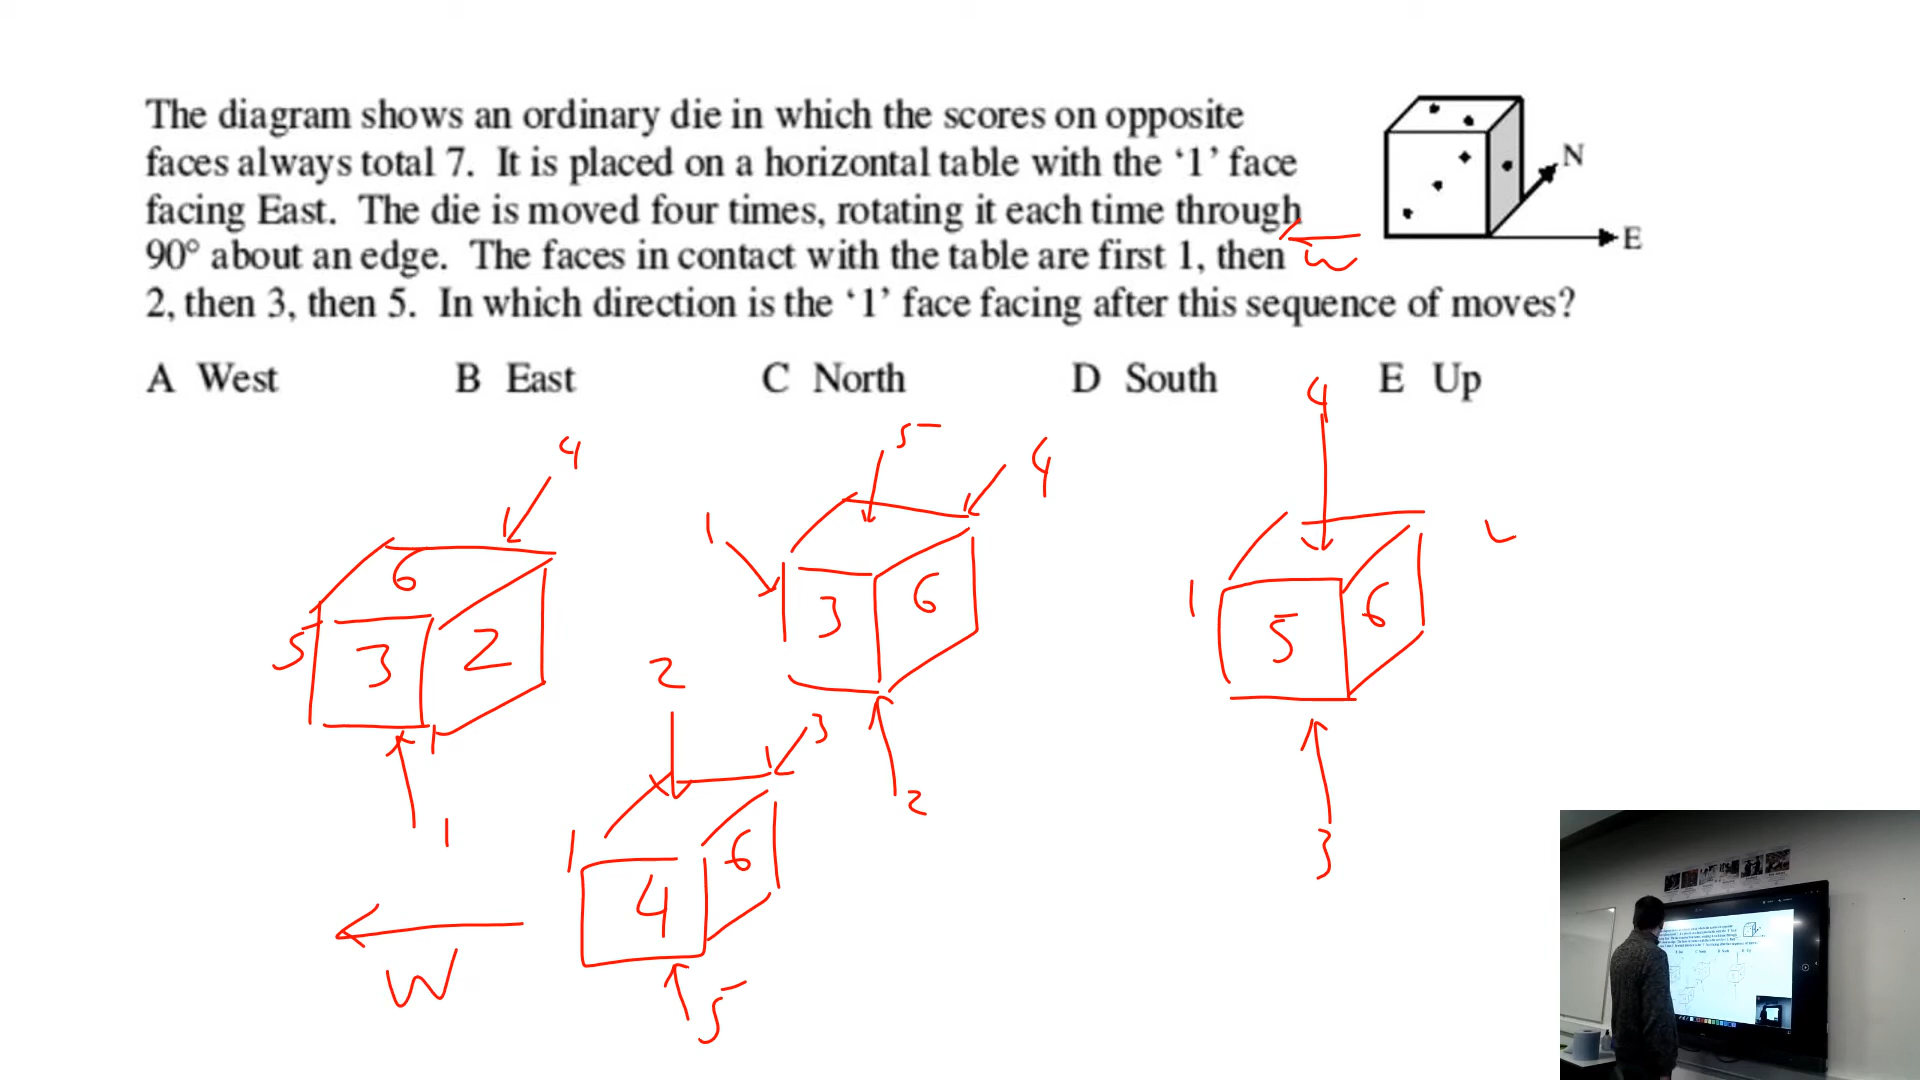 The diagram shows an ordinary die in which the scores on opposite
faces always total 7. It is placed on a horizontal table with the ‘1’ face
facing East. The die is moved four times, rotating it each time through
90° about an edge. The faces in contact with the table are first 1, then
2, then 3, then 5. In which direction is the ‘1’ face facing after this sequence of moves?
N
E
W
A West B East C North D South E Up
4
6
5
3
2
1
5
4
1
3
6
2
4
1
5
6
3
2
3
1
6
4
5
W